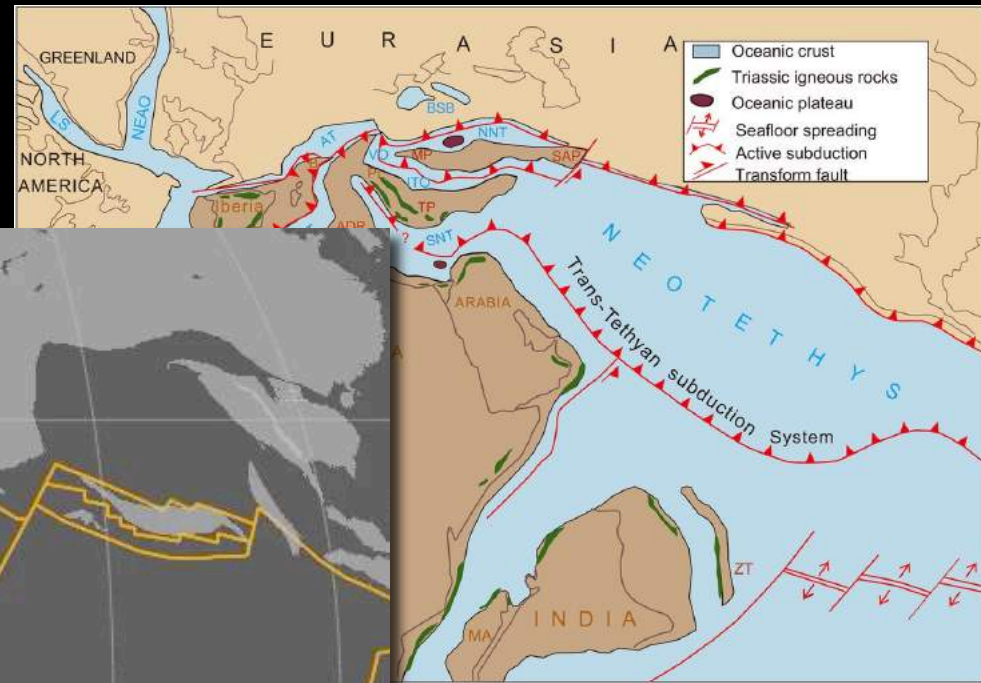 E U R A S I A
GREENLAND
LS
NEAO
NORTH
AMERICA
BSB
AT
NNT
VO
MP
SAP
ITO
Iberia
TP
ADR
?
SNT
ARABIA
NEOTETHYS
Trans-Tethyan subduction System
ZT
INDIA
MA
Oceanic crust
Triassic igneous rocks
Oceanic plateau
Seafloor spreading
Active subduction
Transform fault